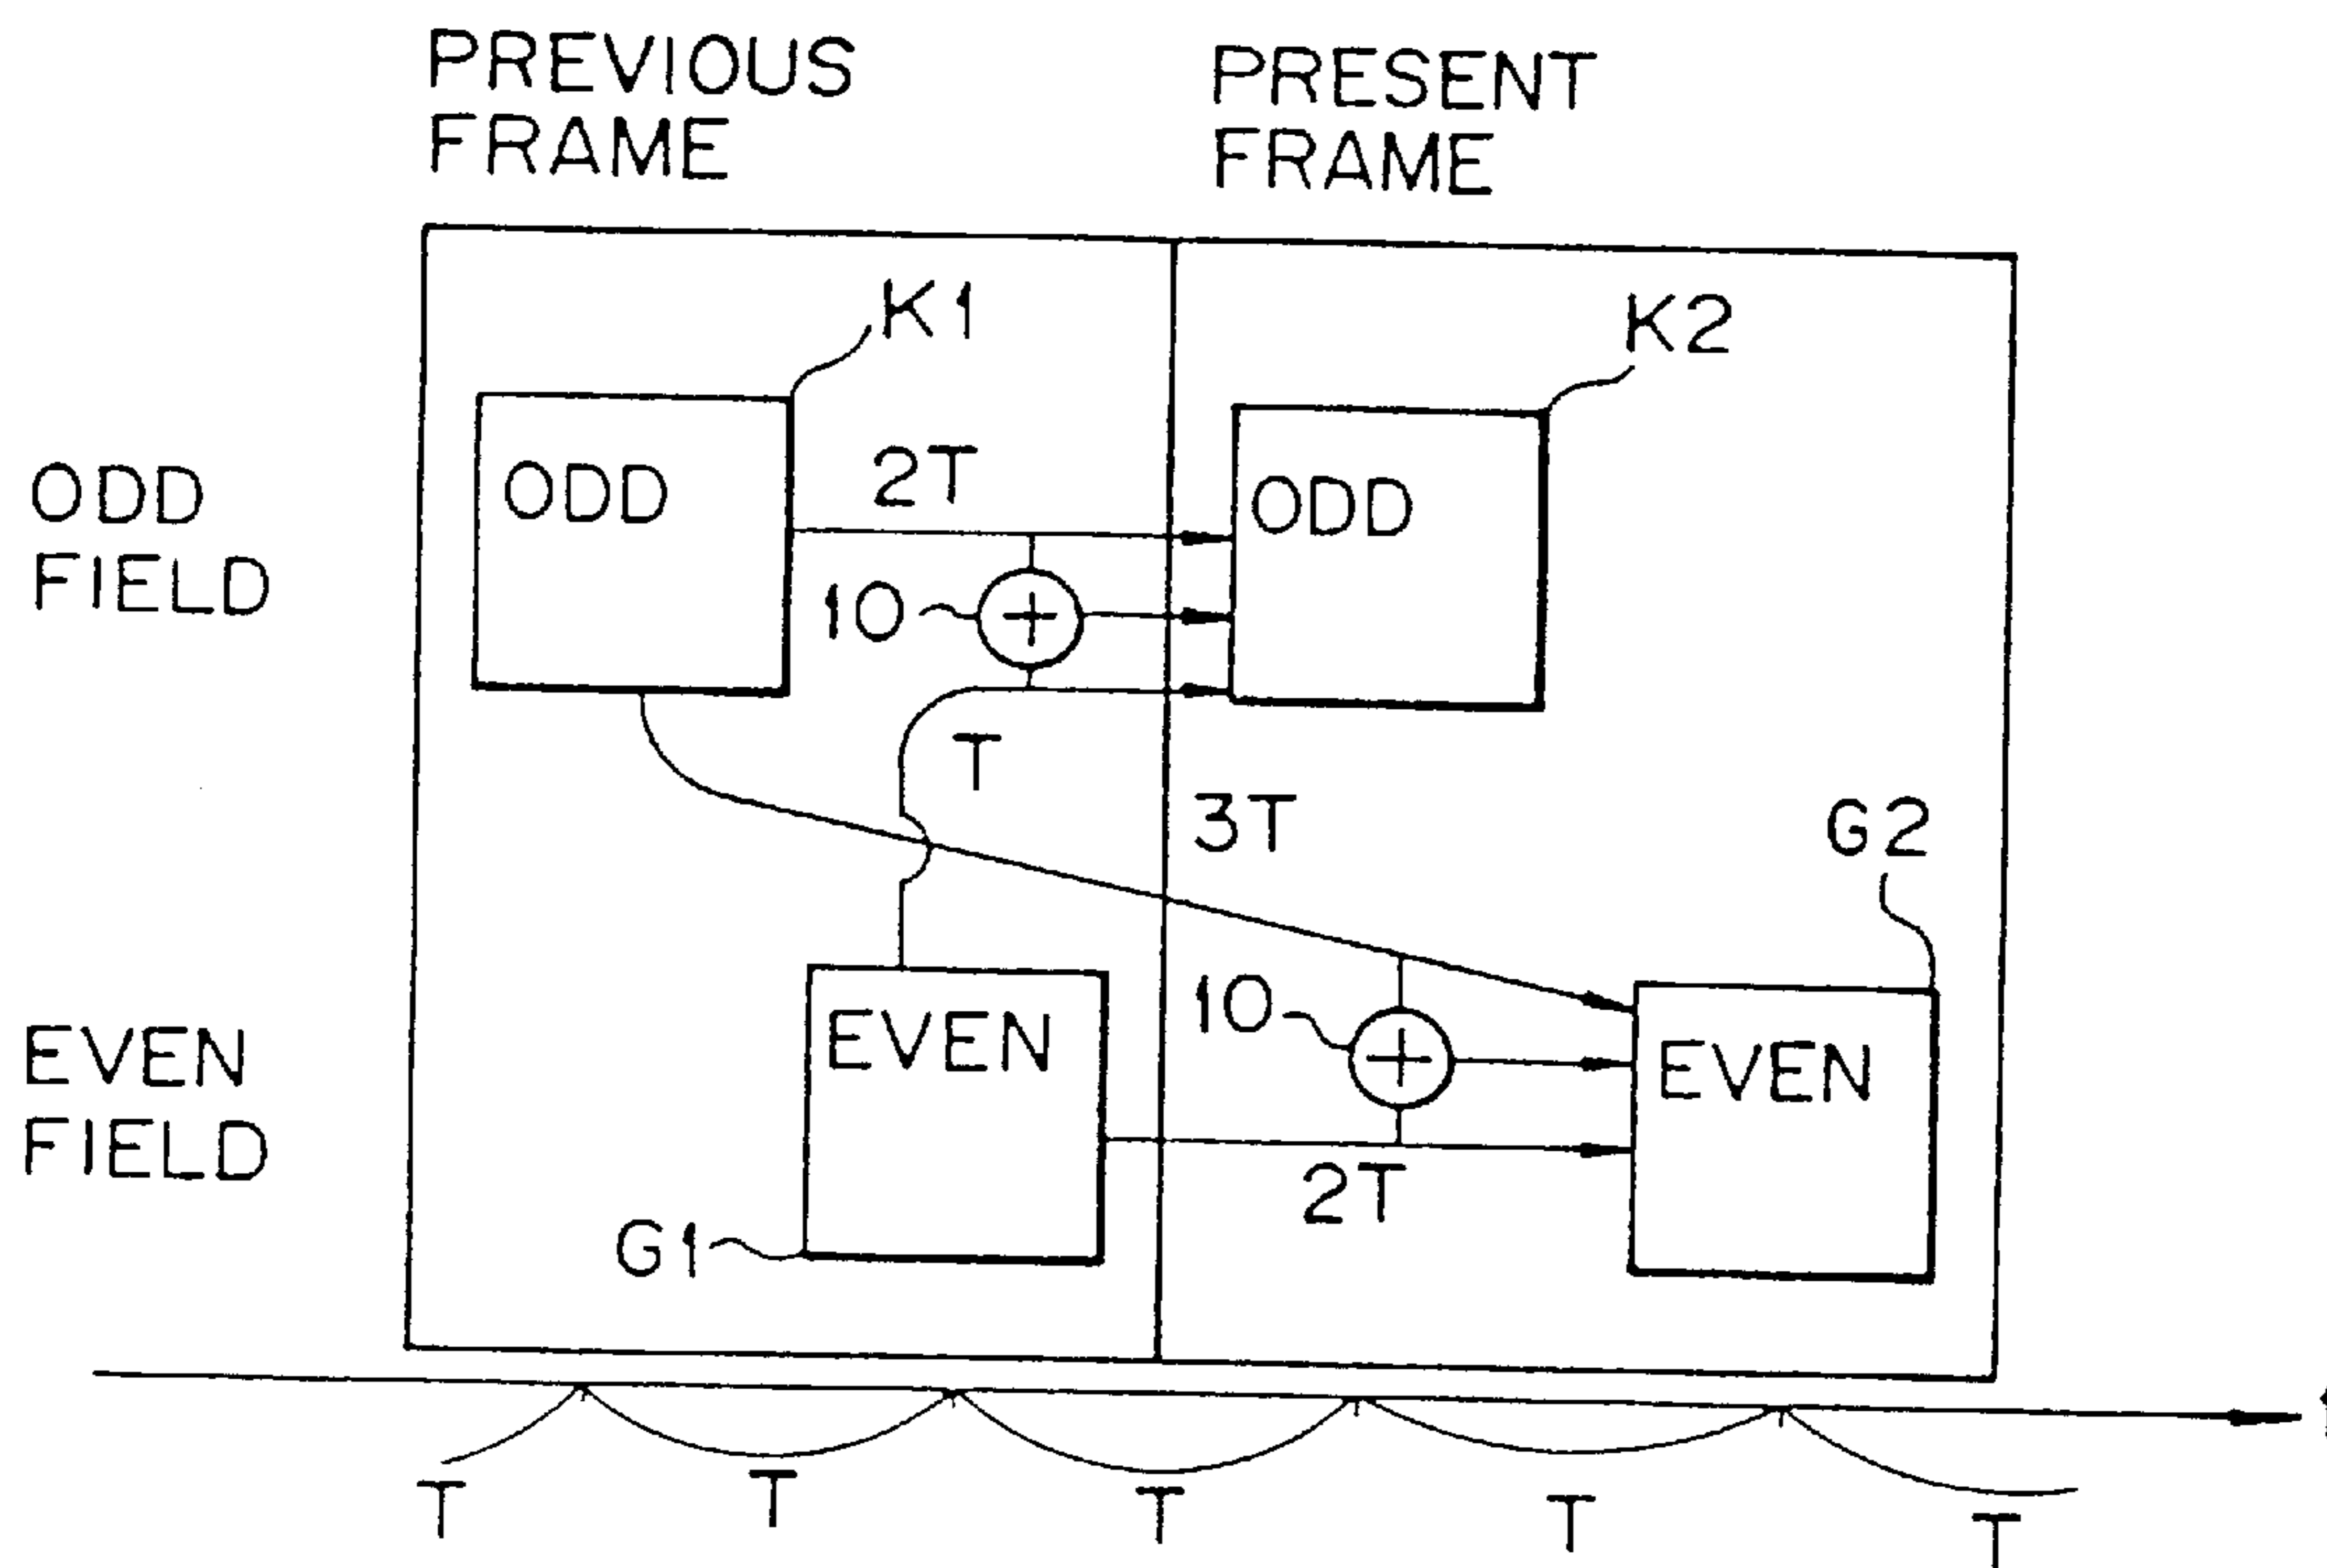 PREVIOUS
FRAME
PRESENT
FRAME
K1
K2
ODD
FIELD
ODD
2T
ODD
10
T
3T
G2
EVEN
FIELD
EVEN
10
EVEN
2T
G1
T
T
T
T
T